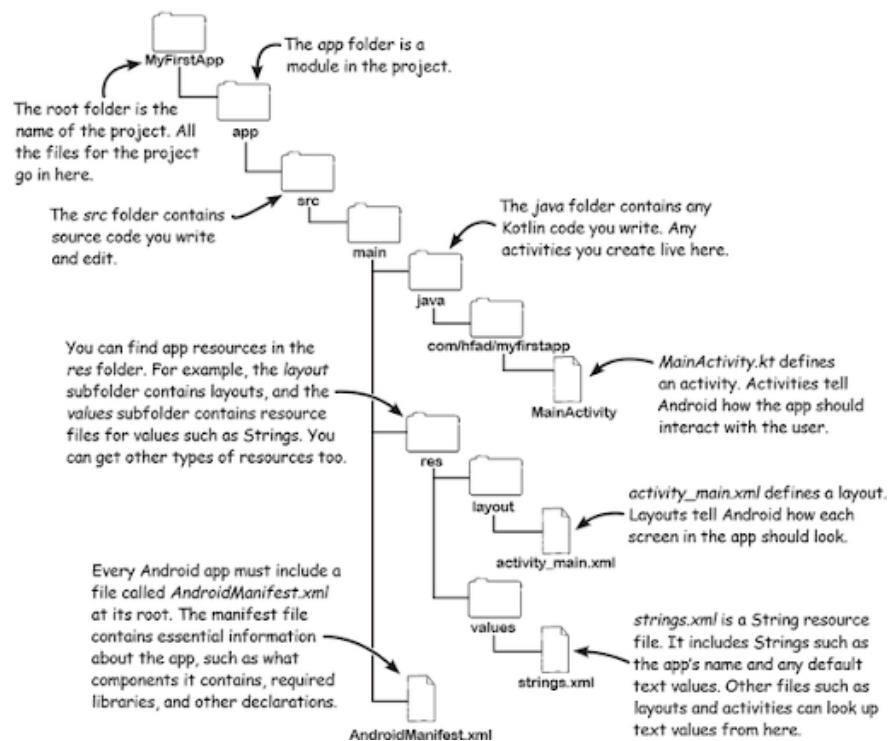 MyFirstApp
The app folder is a
module in the project.
The root folder is the
name of the project. All
the files for the project
go in here.
app
src
The src folder contains
source code you write
and edit.
main
The java folder contains any
Kotlin code you write. Any
activities you create live here.
java
com/hfad/myfirstapp
MainActivity
MainActivity.kt defines
an activity. Activities tell
Android how the app should
interact with the user.
You can find app resources in the
res folder. For example, the layout
subfolder contains layouts, and the
values subfolder contains resource
files for values such as Strings. You
can get other types of resources too.
res
layout
activity_main.xml
activity_main.xml defines a layout.
Layouts tell Android how each
screen in the app should look.
values
strings.xml
strings.xml is a String resource
file. It includes Strings such as
the app's name and any default
text values. Other files such as
layouts and activities can look up
text values from here.
Every Android app must include a
file called AndroidManifest.xml
at its root. The manifest file
contains essential information
about the app, such as what
components it contains, required
libraries, and other declarations.
AndroidManifest.xml